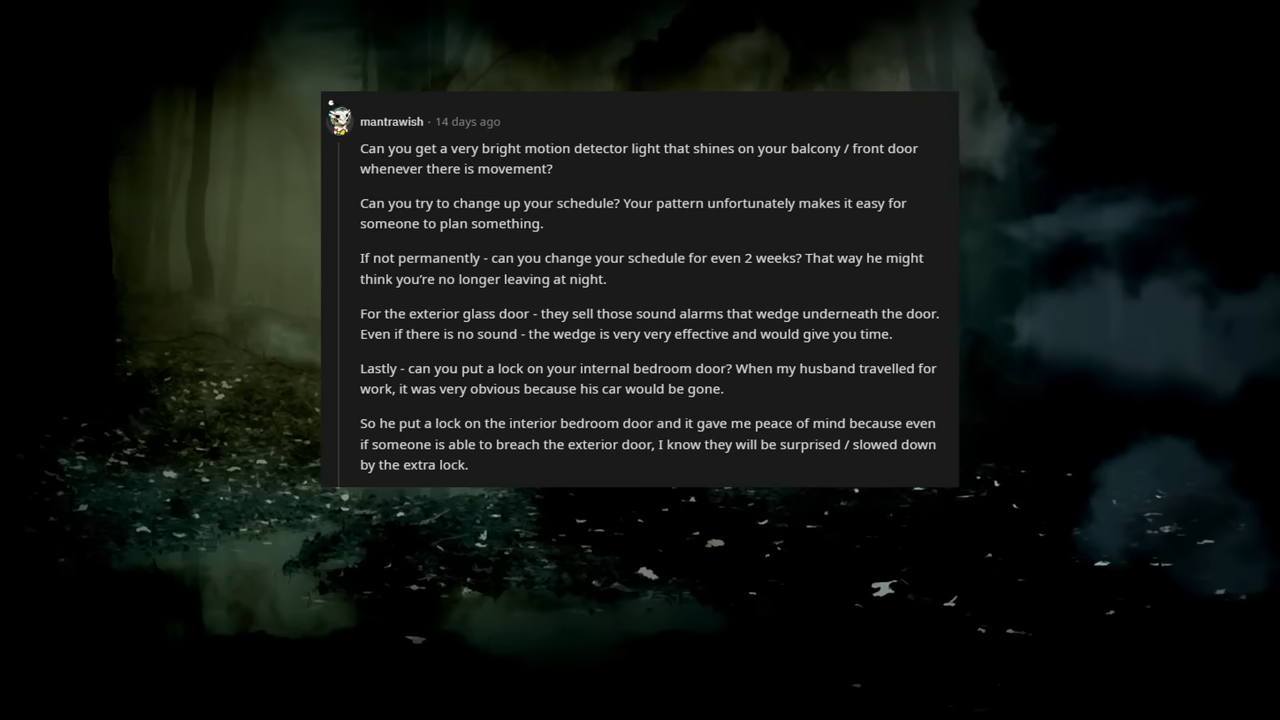 mantrawish · 14 days ago
Can you get a very bright motion detector light that shines on your balcony / front door
whenever there is movement?
Can you try to change up your schedule? Your pattern unfortunately makes it easy for
someone to plan something.
If not permanently - can you change your schedule for even 2 weeks? That way he might
think you're no longer leaving at night.
For the exterior glass door - they sell those sound alarms that wedge underneath the door.
Even if there is no sound - the wedge is very very effective and would give you time.
Lastly - can you put a lock on your internal bedroom door? When my husband travelled for
work, it was very obvious because his car would be gone.
So he put a lock on the interior bedroom door and it gave me peace of mind because even
if someone is able to breach the exterior door, I know they will be surprised / slowed down
by the extra lock.